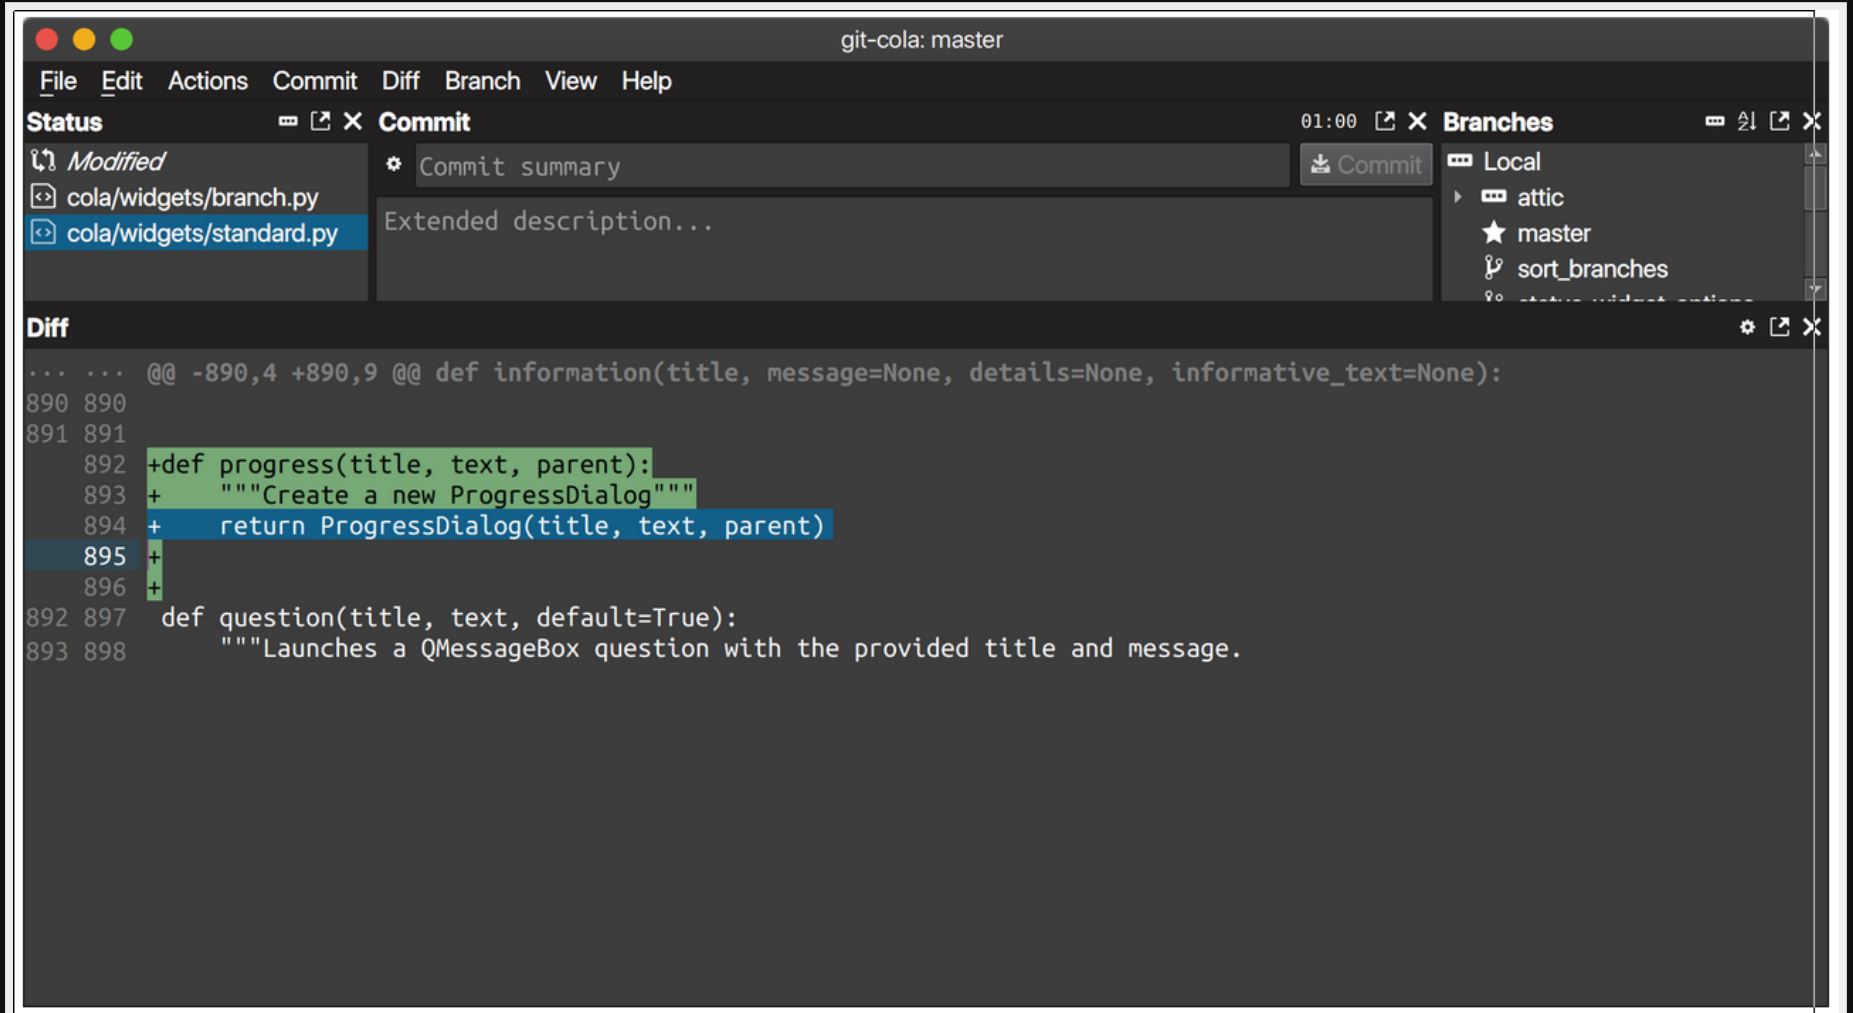 git-cola: master
File Edit Actions Commit Diff Branch View Help
Status
Modified
cola/widgets/branch.py
cola/widgets/standard.py
Commit 01:00
Commit summary
Commit
Extended description...
Branches
Local
attic
master
sort_branches
Diff
... ... @@ -890,4 +890,9 @@ def information(title, message=None, details=None, informative_text=None):
890 890
891 891
892 +def progress(title, text, parent):
893 + """Create a new ProgressDialog"""
894 + return ProgressDialog(title, text, parent)
895 +
896 +
892 897 def question(title, text, default=True):
893 898 """Launches a QMessageBox question with the provided title and message.